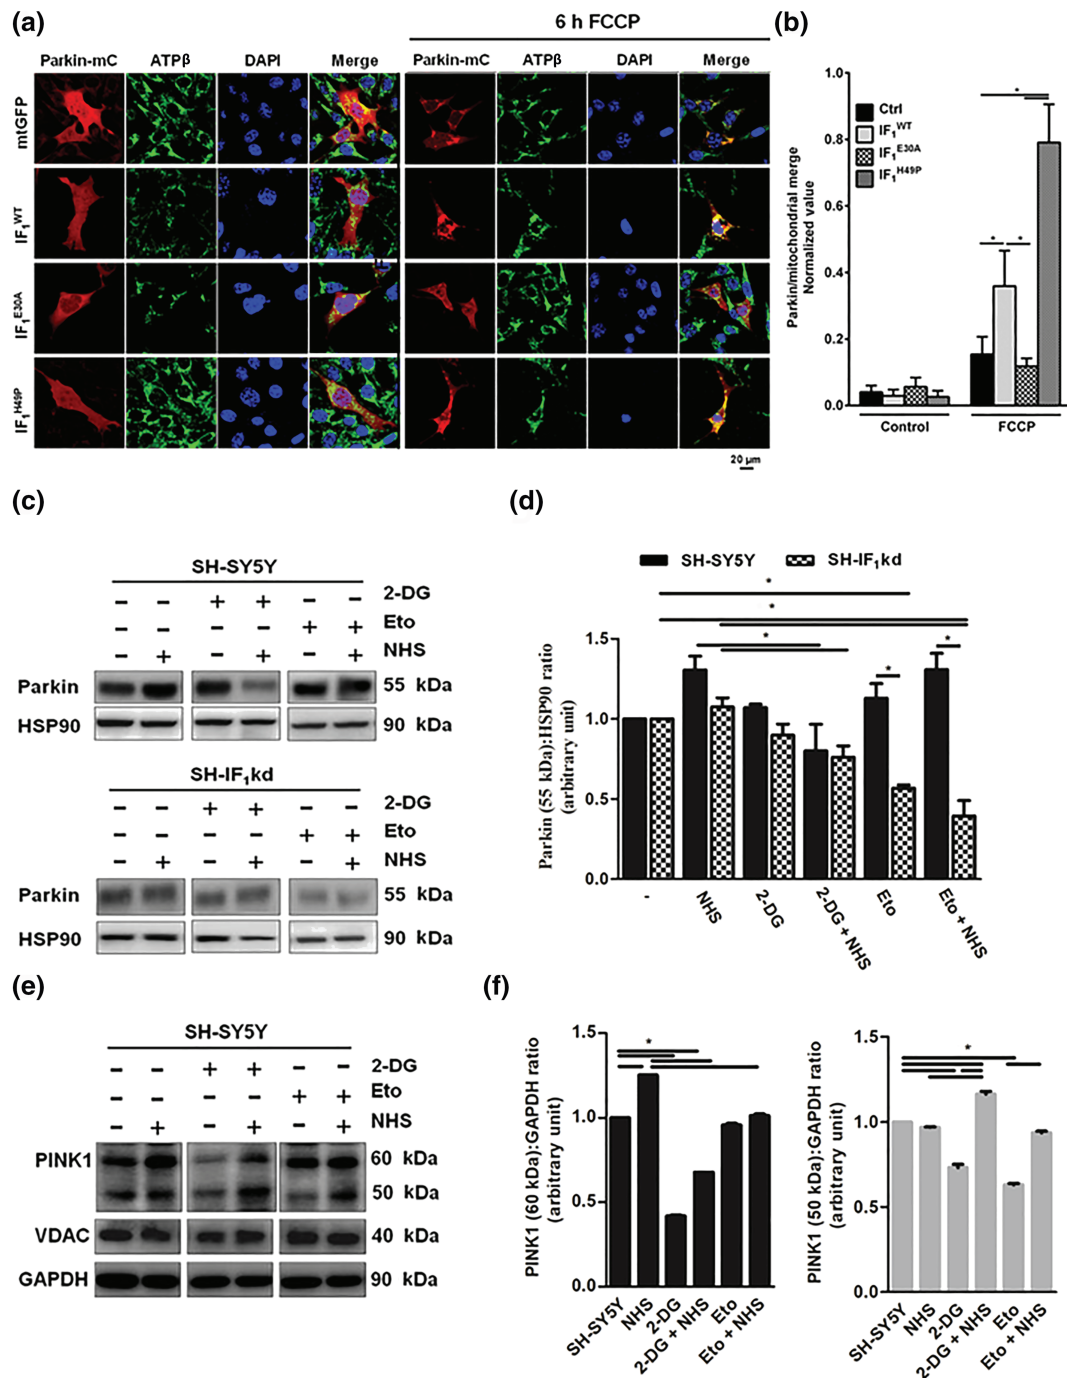 (a)
6 h FCCP
Parkin-mC ATPβ DAPI Merge Parkin-mC ATPβ DAPI Merge
mtGFP
IF1WT
IF1E30A
IF1H49P
20 µm
(b)
Parkin/mitochondrial merge
Normalized value
1.0
0.8
0.6
0.4
0.2
0.0
Ctrl
IF1WT
IF1E30A
IF1H49P
* * *
Control FCCP
(c)
SH-SY5Y
– – + + – – 2-DG
– – – – + + Eto
– + – + – + NHS
Parkin 55 kDa
HSP90 90 kDa
SH-IF1kd
– – + + – – 2-DG
– – – – + + Eto
– + – + – + NHS
Parkin 55 kDa
HSP90 90 kDa
(d)
SH-SY5Y SH-IF1kd
Parkin (55 kDa):HSP90 ratio
(arbitrary unit)
1.5
1.0
0.5
0.0
* * * * *
- NHS 2-DG 2-DG + NHS Eto Eto + NHS
(e)
SH-SY5Y
– – + + – – 2-DG
– – – – + + Eto
– + – + – + NHS
PINK1 60 kDa
50 kDa
VDAC 40 kDa
GAPDH 90 kDa
(f)
PINK1 (60 kDa):GAPDH ratio
(arbitrary unit)
1.5
1.0
0.5
0.0
*
SH-SY5Y NHS 2-DG 2-DG + NHS Eto Eto + NHS
PINK1 (50 kDa):GAPDH ratio
(arbitrary unit)
1.5
1.0
0.5
0.0
*
SH-SY5Y NHS 2-DG 2-DG + NHS Eto Eto + NHS